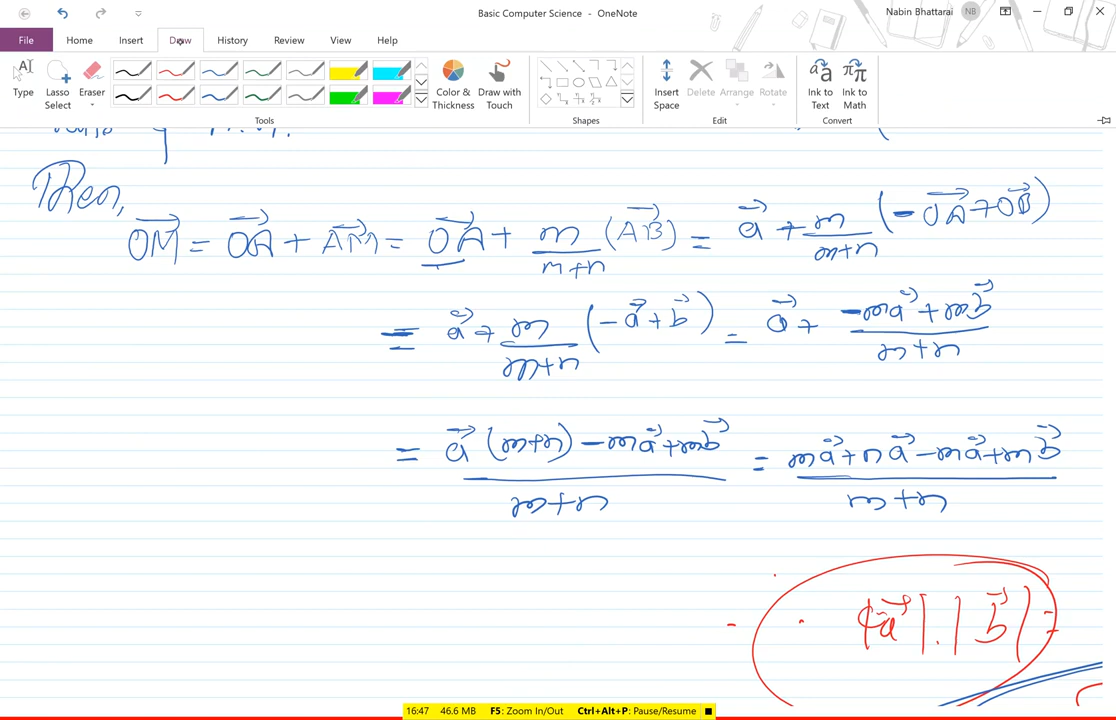 Basic Computer Science - OneNote
Nabin Bhattarai NB
File Home Insert Draw History Review View Help
Type Lasso Select Eraser Color & Thickness Draw with Touch Insert Space Delete Arrange Rotate Ink to Text Ink to Math
Tools Shapes Edit Convert
Then,
OM⃗ = OA⃗ + AM⃗ = OA⃗ + m/(m+n) (AB⃗) = a⃗ + m/(m+n) (-OA⃗ + OB⃗)
= a⃗ + m/(m+n) (-a⃗ + b⃗) = a⃗ + (-ma⃗ + mb⃗)/(m+n)
= (a⃗ (m+n) - ma⃗ + mb⃗)/(m+n) = (ma⃗ + na⃗ - ma⃗ + mb⃗)/(m+n)
|a⃗|.|b⃗| =
16:47 46.6 MB F5: Zoom In/Out Ctrl+Alt+P: Pause/Resume